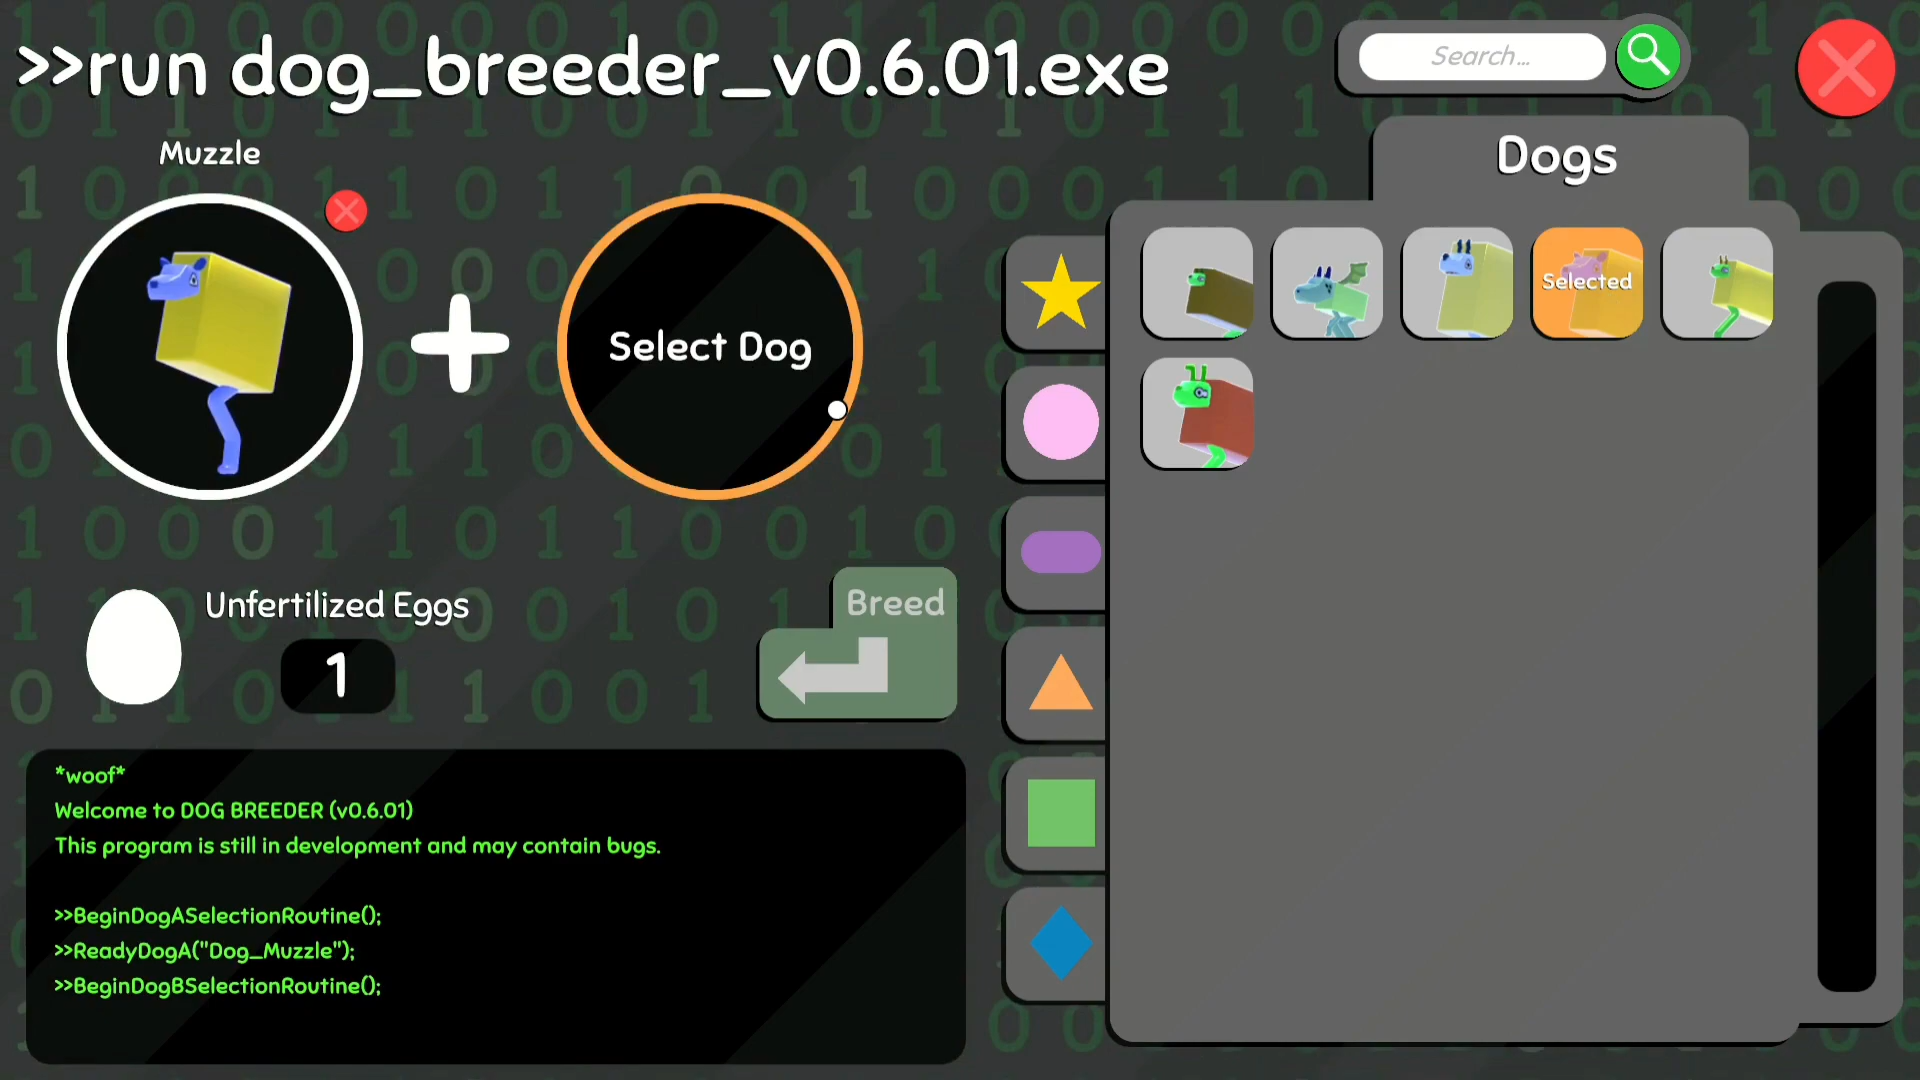 >>run dog_breeder_v0.6.01.exe
Search...
Muzzle
Dogs
Select Dog
Selected
Unfertilized Eggs
1
Breed
*woof*
Welcome to DOG BREEDER (v0.6.01)
This program is still in development and may contain bugs.
>>BeginDogASelectionRoutine();
>>ReadyDogA("Dog_Muzzle");
>>BeginDogBSelectionRoutine();